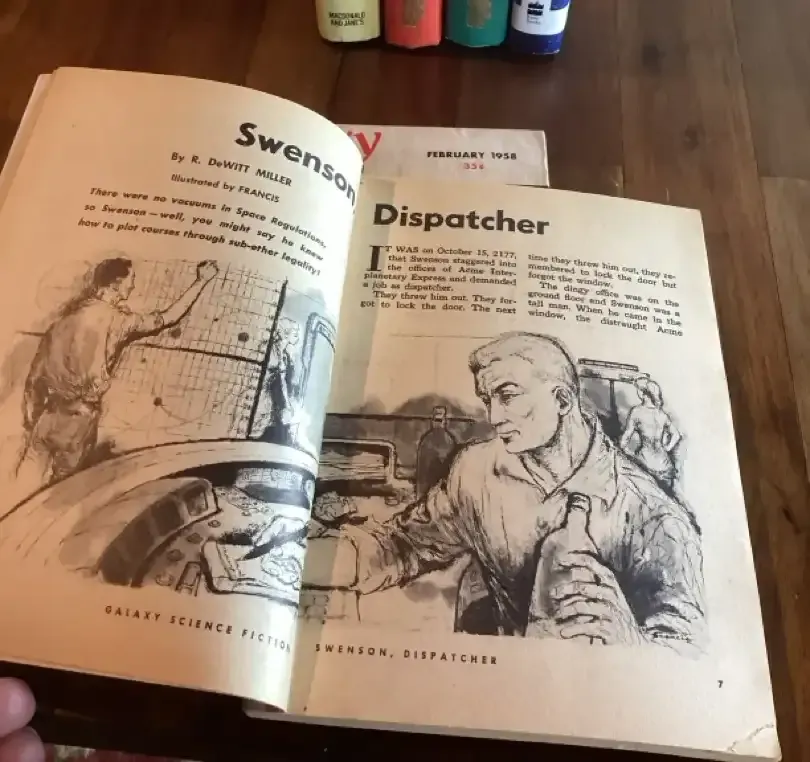 MACDONALD
AND JANE'S
FEBRUARY 1958
35¢
Swenson
By R. DeWITT MILLER
Illustrated by FRANCIS
There were no vacuums in Space Regulations,
so Swenson—well, you might say he knew
how to plot courses through sub-ether legality!
GALAXY SCIENCE FICTION
Dispatcher
IT WAS on October 15, 2177,
that Swenson staggered into
the offices of Acme Inter-
planetary Express and demanded
a job as dispatcher.
They threw him out. They for-
got to lock the door. The next
time they threw him out, they re-
membered to lock the door but
forgot the window.
The dingy office was on the
ground floor and Swenson was a
tall man. When he came in the
window, the distraught Acme
SWENSON, DISPATCHER
7